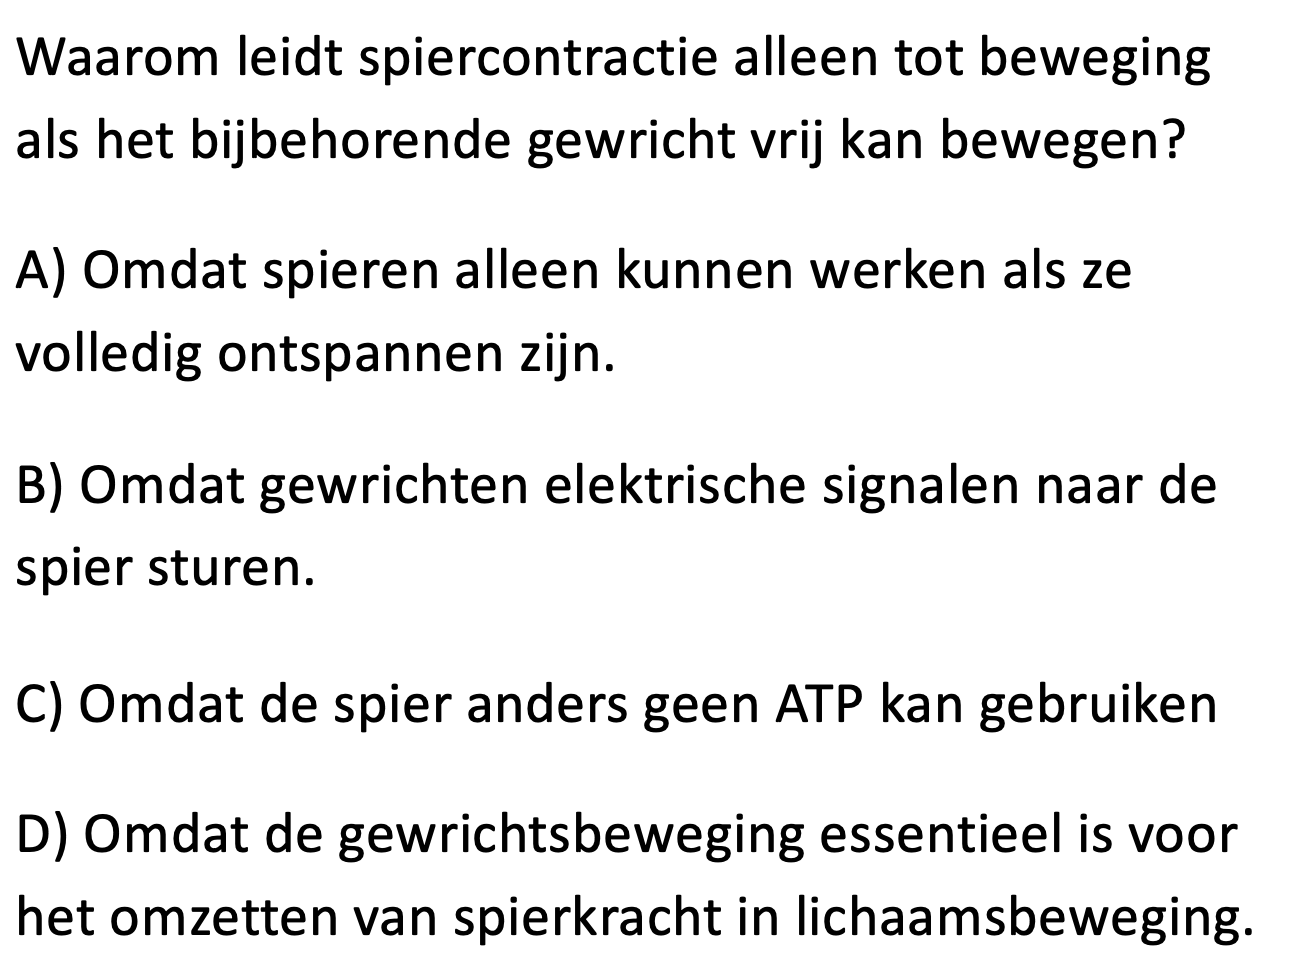 Waarom leidt spiercontractie alleen tot beweging
als het bijbehorende gewricht vrij kan bewegen?
A) Omdat spieren alleen kunnen werken als ze
volledig ontspannen zijn.
B) Omdat gewrichten elektrische signalen naar de
spier sturen.
C) Omdat de spier anders geen ATP kan gebruiken
D) Omdat de gewrichtsbeweging essentieel is voor
het omzetten van spierkracht in lichaamsbeweging.